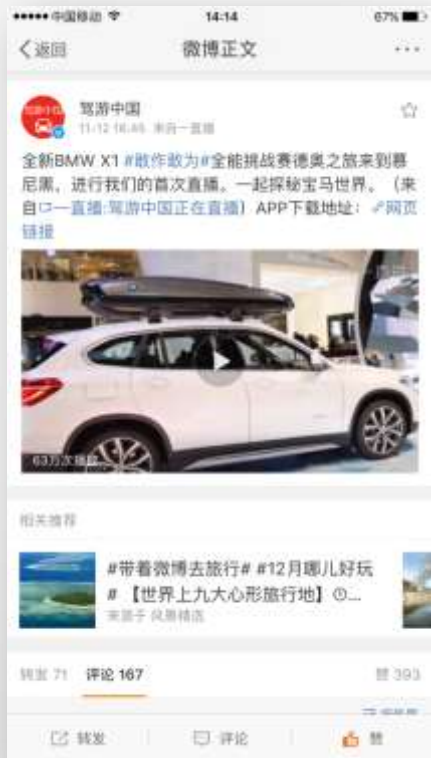 中国移动
14:14
67%
返回
微博正文
驾游中国
11-12 16:45 来自一直播
全新BMW X1 #敢作敢为#全能挑战赛德奥之旅来到慕
尼黑，进行我们的首次直播。一起探秘宝马世界。（来
自一直播:驾游中国正在直播）APP下载地址：网页
链接
63万次播放
相关推荐
#带着微博去旅行# #12月哪儿好玩
# 【世界上九大心形旅行地】⊙...
转发 71
评论 167
赞 393
转发
评论
赞